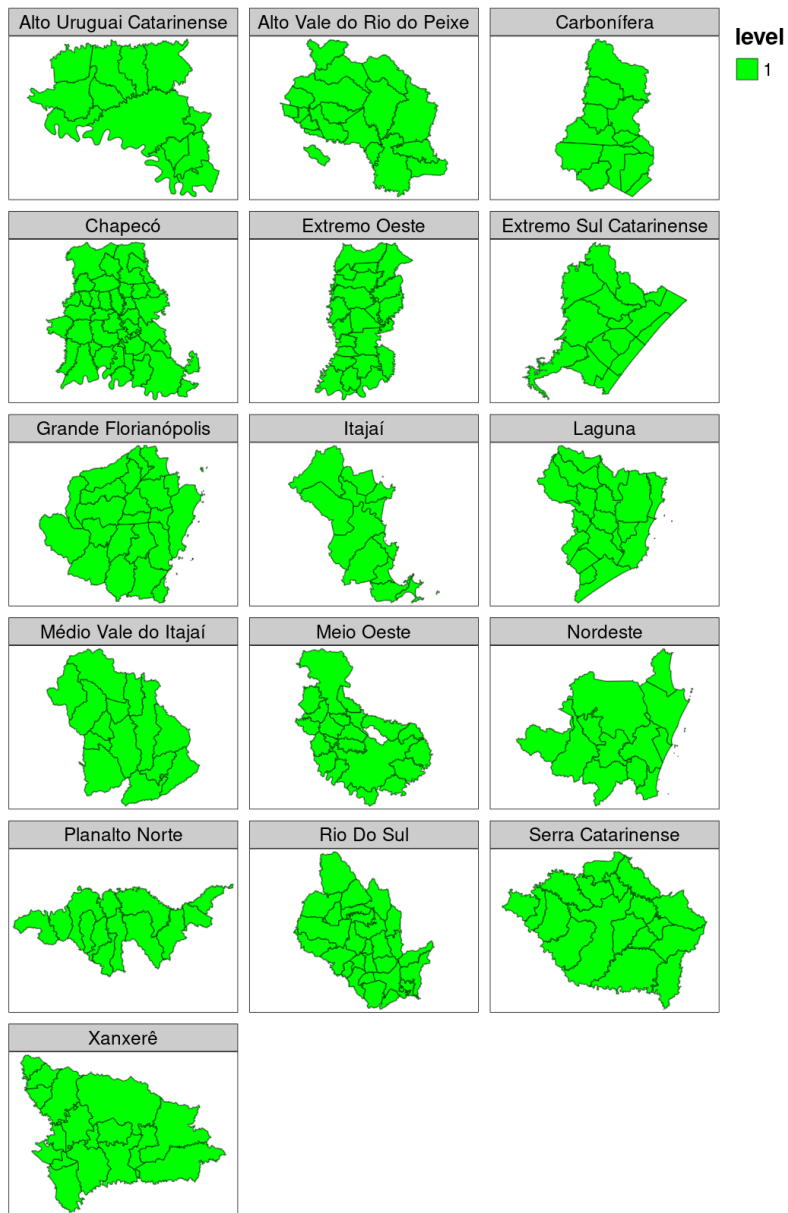 Alto Uruguai Catarinense
Alto Vale do Rio do Peixe
Carbonífera
level
1
Chapecó
Extremo Oeste
Extremo Sul Catarinense
Grande Florianópolis
Itajaí
Laguna
Médio Vale do Itajaí
Meio Oeste
Nordeste
Planalto Norte
Rio Do Sul
Serra Catarinense
Xanxerê